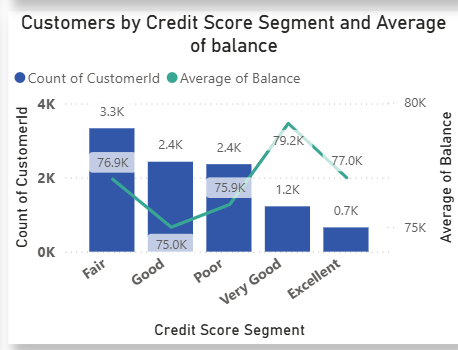 Customers by Credit Score Segment and Average
of balance
Count of CustomerId Average of Balance
Count of CustomerId
4K
2K
0K
3.3K
2.4K
2.4K
1.2K
0.7K
76.9K
75.0K
75.9K
79.2K
77.0K
80K
75K
Average of Balance
Fair
Good
Poor
Very Good
Excellent
Credit Score Segment